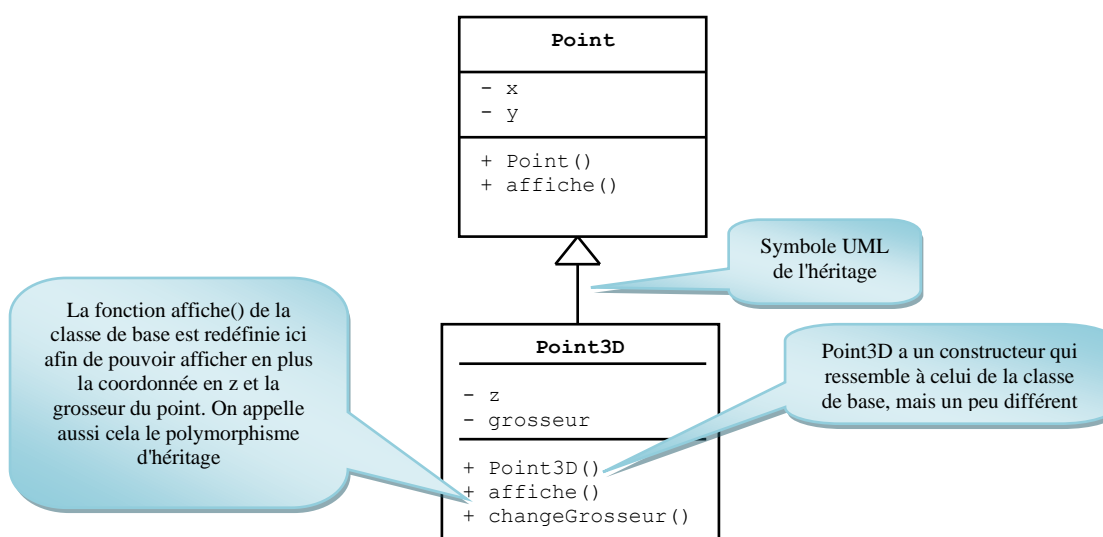 Point
- x
- y
+ Point()
+ affiche()
Symbole UML
de l'héritage
La fonction affiche() de la
classe de base est redéfinie ici
afin de pouvoir afficher en plus
la coordonnée en z et la
grosseur du point. On appelle
aussi cela le polymorphisme
d'héritage
Point3D
- z
- grosseur
+ Point3D()
+ affiche()
+ changeGrosseur()
Point3D a un constructeur qui
ressemble à celui de la classe
de base, mais un peu différent